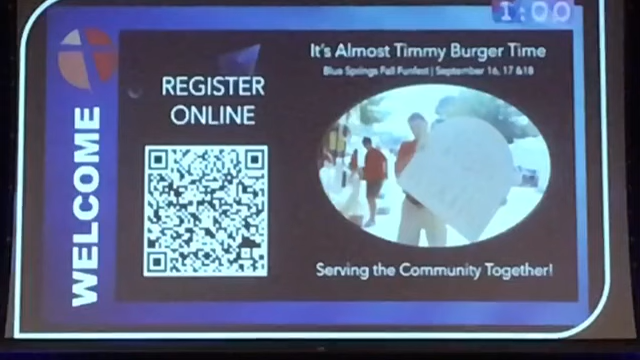 1:00
WELCOME
REGISTER
ONLINE
It's Almost Timmy Burger Time
Blue Springs Fall Funfest | September 16, 17 &18
Serving the Community Together!